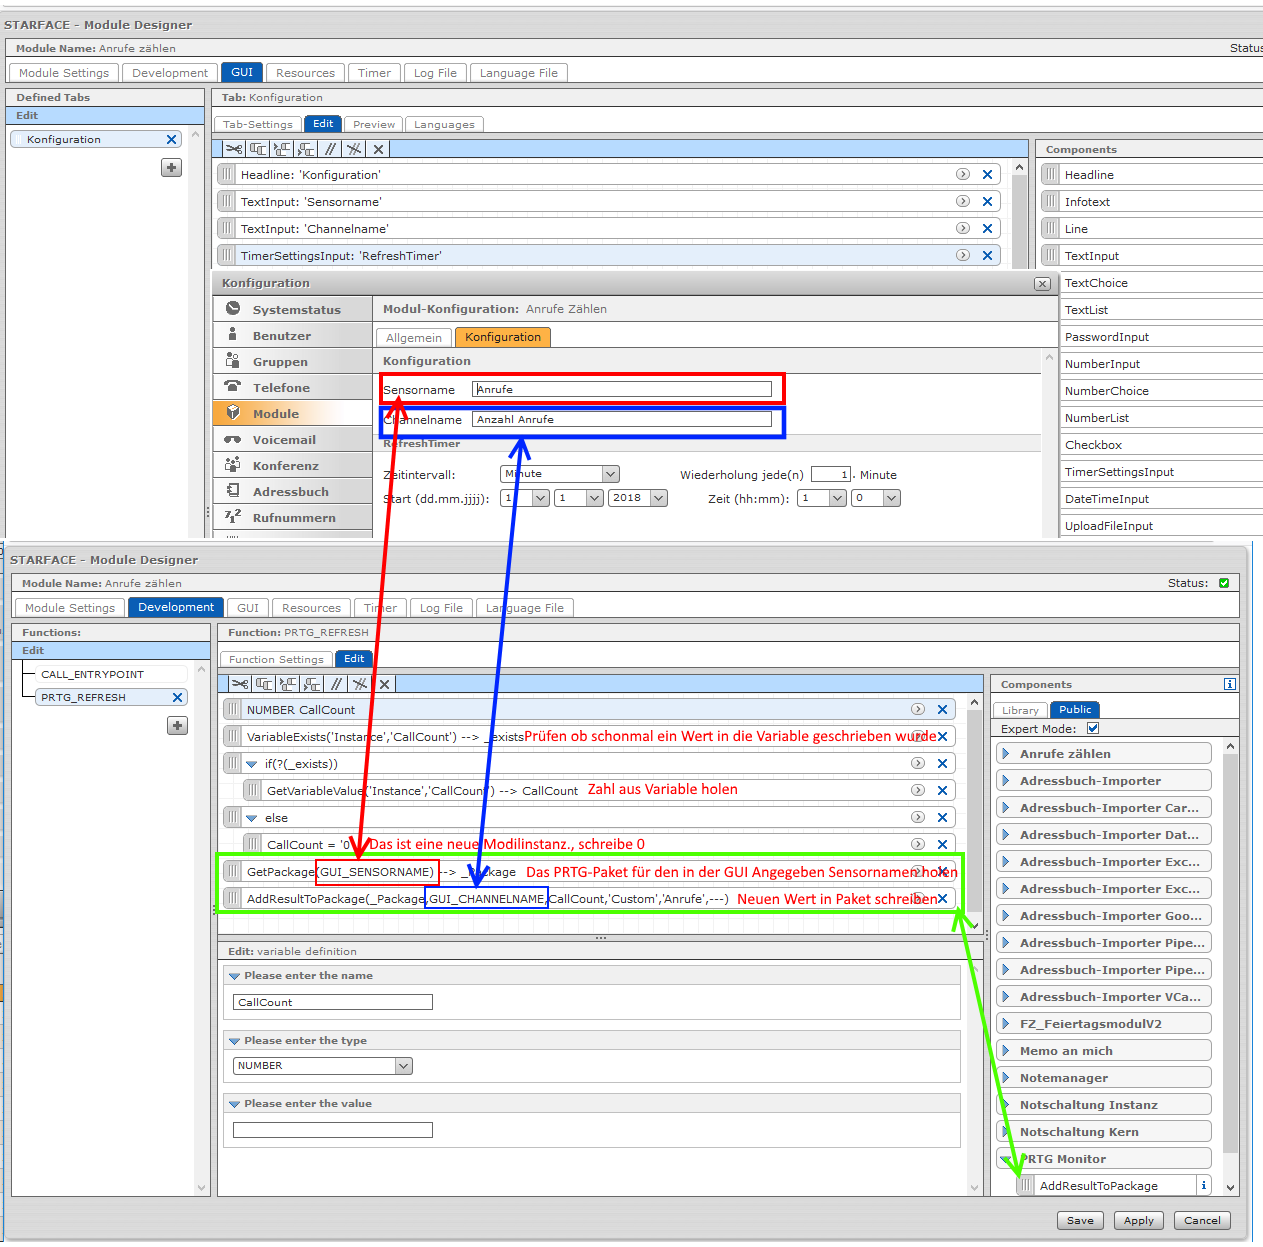 STARFACE - Module Designer
Module Name: Anrufe zählen
Status
Module Settings
Development
GUI
Resources
Timer
Log File
Language File
Defined Tabs
Edit
Konfiguration
Tab: Konfiguration
Tab-Settings
Edit
Preview
Languages
Headline: 'Konfiguration'
TextInput: 'Sensorname'
TextInput: 'Channelname'
TimerSettingsInput: 'RefreshTimer'
Components
Headline
Infotext
Line
TextInput
TextChoice
TextList
PasswordInput
NumberInput
NumberChoice
NumberList
Checkbox
TimerSettingsInput
DateTimeInput
UploadFileInput
Konfiguration
Systemstatus
Benutzer
Gruppen
Telefone
Module
Voicemail
Konferenz
Adressbuch
Rufnummern
Modul-Konfiguration: Anrufe Zählen
Allgemein
Konfiguration
Konfiguration
Sensorname
Anrufe
Channelname
Anzahl Anrufe
RefreshTimer
Zeitintervall:
Minute
Wiederholung jede(n) 1. Minute
Start (dd.mm.jjjj): 1 1 2018
Zeit (hh:mm): 1 0
STARFACE - Module Designer
Module Name: Anrufe zählen
Status:
Module Settings
Development
GUI
Resources
Timer
Log File
Language File
Functions:
Edit
CALL_ENTRYPOINT
PRTG_REFRESH
Function: PRTG_REFRESH
Function Settings
Edit
NUMBER CallCount
VariableExists('Instance','CallCount') --> _exists
Prüfen ob schonmal ein Wert in die Variable geschrieben wurde
if(?(_exists))
GetVariableValue('Instance','CallCount') --> CallCount
Zahl aus Variable holen
else
CallCount = '0
Das ist eine neue Modilinstanz., schreibe 0
GetPackage(GUI_SENSORNAME) --> _Package
Das PRTG-Paket für den in der GUI Angegeben Sensornamen holen
AddResultToPackage(_Package,GUI_CHANNELNAME,CallCount,'Custom','Anrufe',---)
Neuen Wert in Paket schreiben
Edit: variable definition
Please enter the name
CallCount
Please enter the type
NUMBER
Please enter the value
Components
Library
Public
Expert Mode:
Anrufe zählen
Adressbuch-Importer
Adressbuch-Importer Car...
Adressbuch-Importer Dat...
Adressbuch-Importer Exc...
Adressbuch-Importer Exc...
Adressbuch-Importer Goo...
Adressbuch-Importer Pipe...
Adressbuch-Importer Pipe...
Adressbuch-Importer VCa...
FZ_FeiertagsmodulV2
Memo an mich
Notemanager
Notschaltung Instanz
Notschaltung Kern
PRTG Monitor
AddResultToPackage
Save
Apply
Cancel